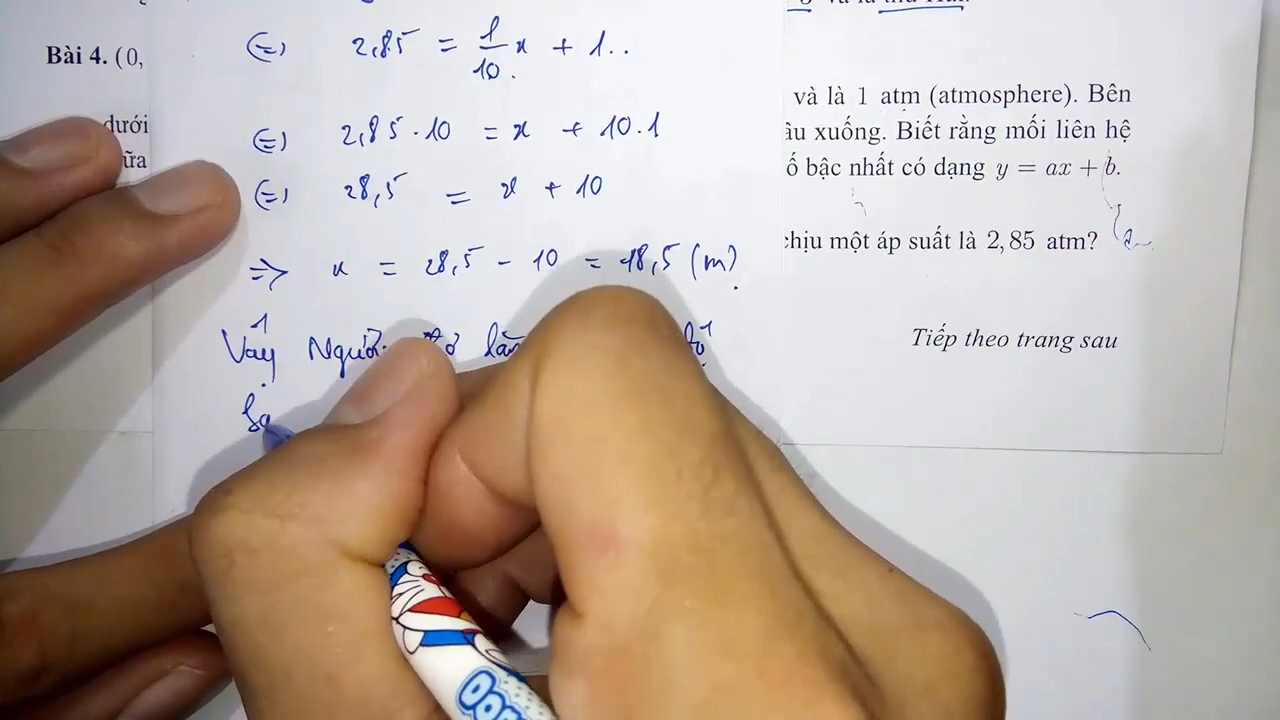 Bài 4. (0,
dưới
ữa
⇔ 2,85 = 1/10 x + 1..
⇔ 2,85 . 10 = x + 10.1
⇔ 28,5 = x + 10
=> x = 28,5 - 10 = 18,5 (m)
Vậy Người
và là 1 atm (atmosphere). Bên
âu xuống. Biết rằng mối liên hệ
ố bậc nhất có dạng y = ax + b.
chịu một áp suất là 2, 85 atm?
Tiếp theo trang sau